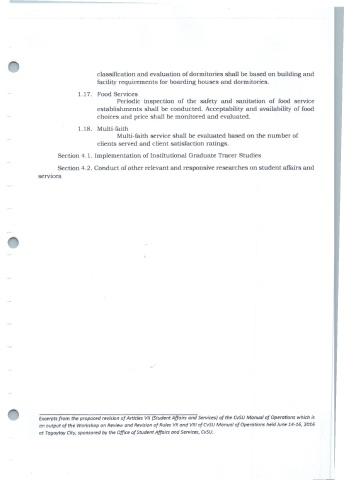 classification and evaluation of dormitories shall be based on building and
facility requirements for boarding houses and dormitories.
1.17. Food Services
Periodic inspection of the safety and sanitation of food service
establishments shall be conducted. Acceptability and availability of food
choices and price shall be monitored and evaluated.
1.18. Multi-faith
Multi-faith service shall be evaluated based on the number of
clients served and client satisfaction ratings.
Section 4.1. Implementation of Institutional Graduate Tracer Studies
Section 4.2. Conduct of other relevant and responsive researches on student affairs and
services
Excerpts from the proposed revision of Articles VII (Student Affairs and Services) of the CvSU Manual of Operations which is
an output of the Workshop on Review and Revision of Rules VII and VIII of CvSU Manual of Operations held June 14-16, 2016
at Tagaytay City, sponsored by the Office of Student Affairs and Services, CvSU.